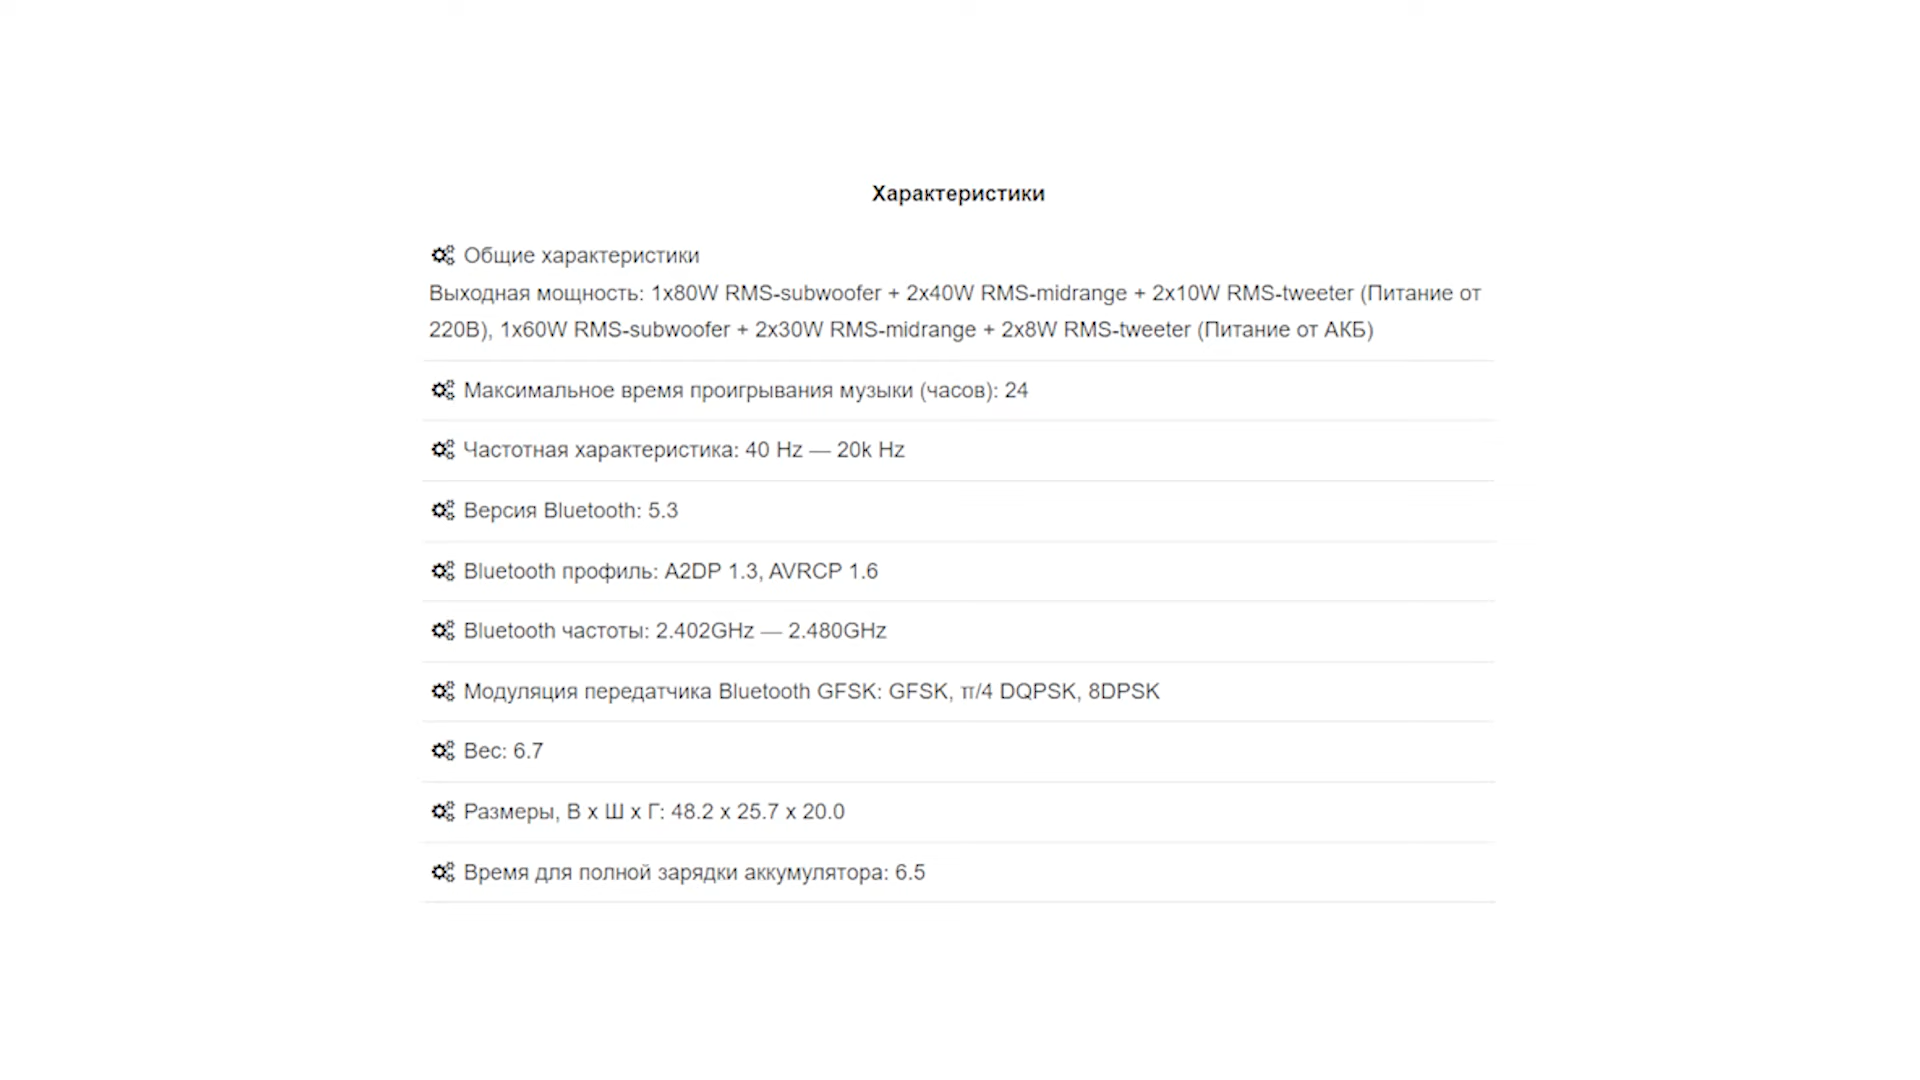 Характеристики
Общие характеристики
Выходная мощность: 1x80W RMS-subwoofer + 2x40W RMS-midrange + 2x10W RMS-tweeter (Питание от
220В), 1x60W RMS-subwoofer + 2x30W RMS-midrange + 2x8W RMS-tweeter (Питание от АКБ)
Максимальное время проигрывания музыки (часов): 24
Частотная характеристика: 40 Hz — 20k Hz
Версия Bluetooth: 5.3
Bluetooth профиль: A2DP 1.3, AVRCP 1.6
Bluetooth частоты: 2.402GHz — 2.480GHz
Модуляция передатчика Bluetooth GFSK: GFSK, π/4 DQPSK, 8DPSK
Вес: 6.7
Размеры, В х Ш х Г: 48.2 x 25.7 x 20.0
Время для полной зарядки аккумулятора: 6.5